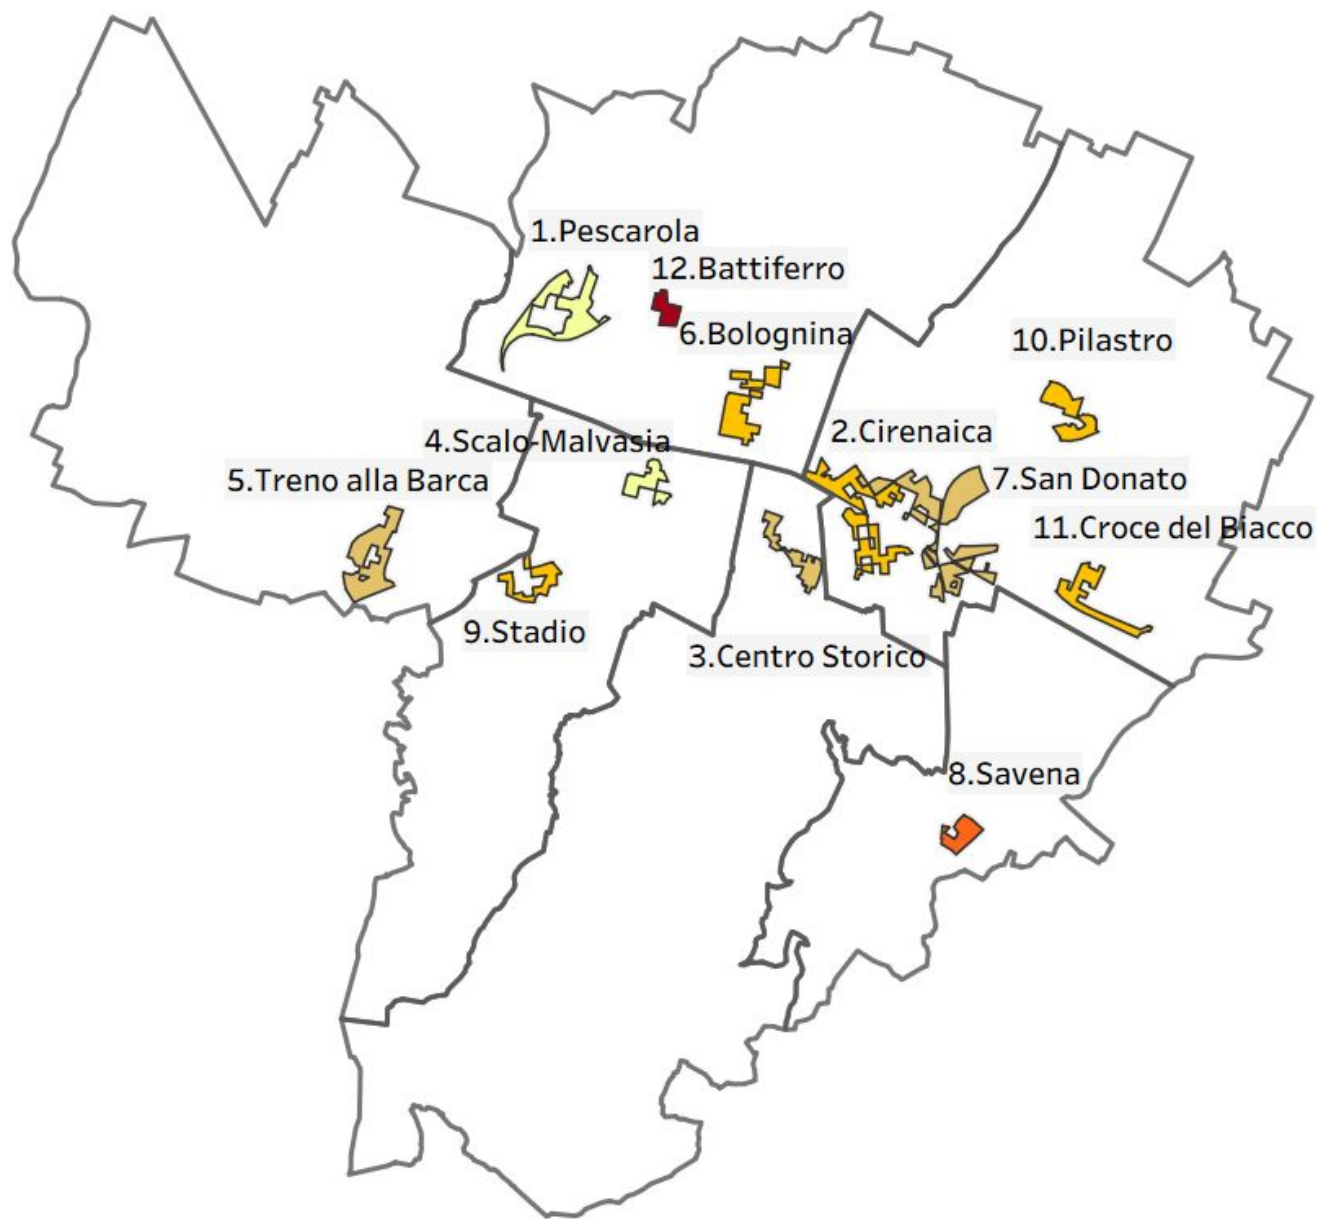 1.Pescarola
12.Battiferro
6.Bolognina
10.Pilastro
2.Cirenaica
4.Scalo-Malvasia
5.Treno alla Barca
7.San Donato
11.Croce del Biacco
9.Stadio
3.Centro Storico
8.Savena